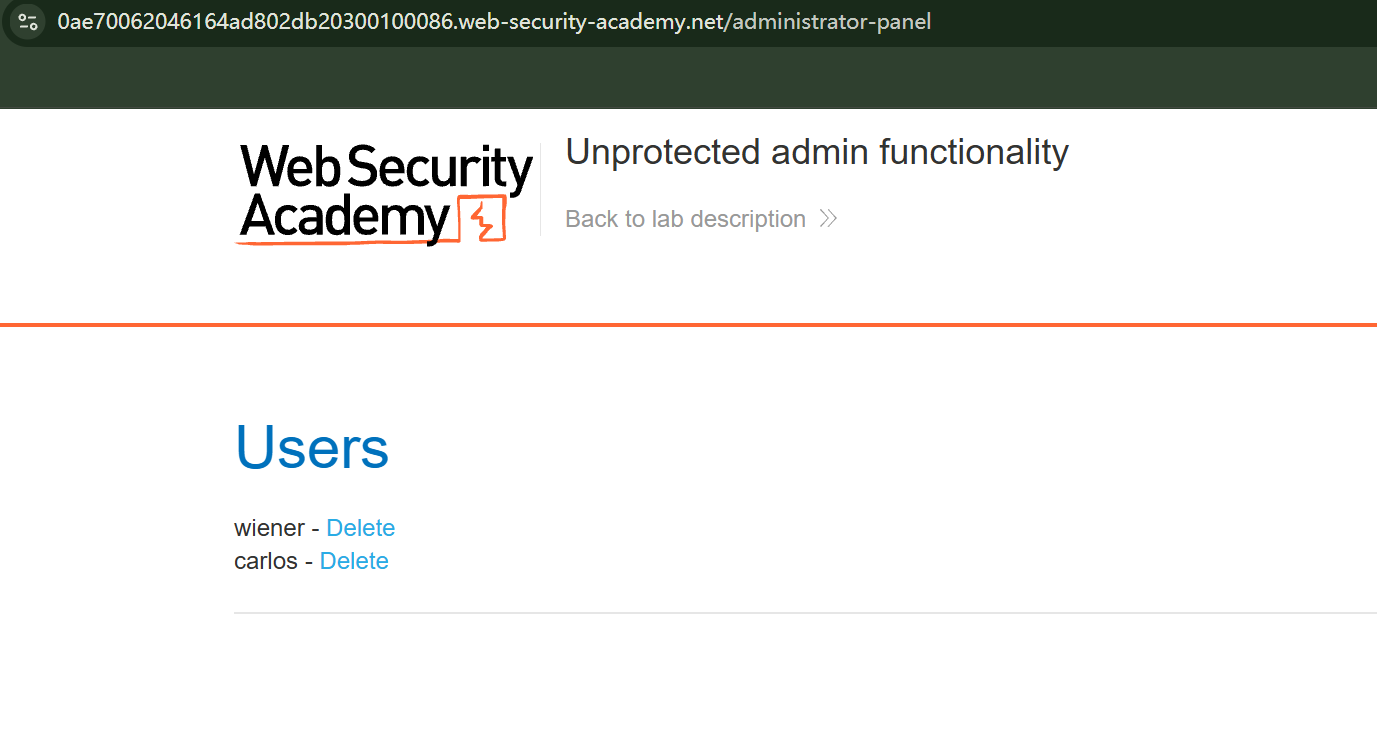 0ae70062046164ad802db20300100086.web-security-academy.net/administrator-panel
Web Security
Academy
Unprotected admin functionality
Back to lab description
Users
wiener - Delete
carlos - Delete